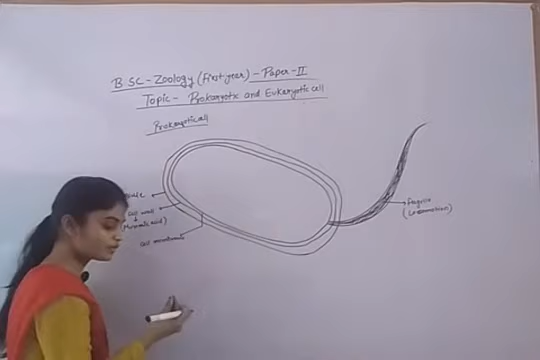 B.SC - Zoology (first year) - Paper - II
Topic - Prokaryotic and Eukaryotic cell
Prokaryotic cell
cell wall
(Muramic acid)
cell membrane
flagella
(Locomotion)